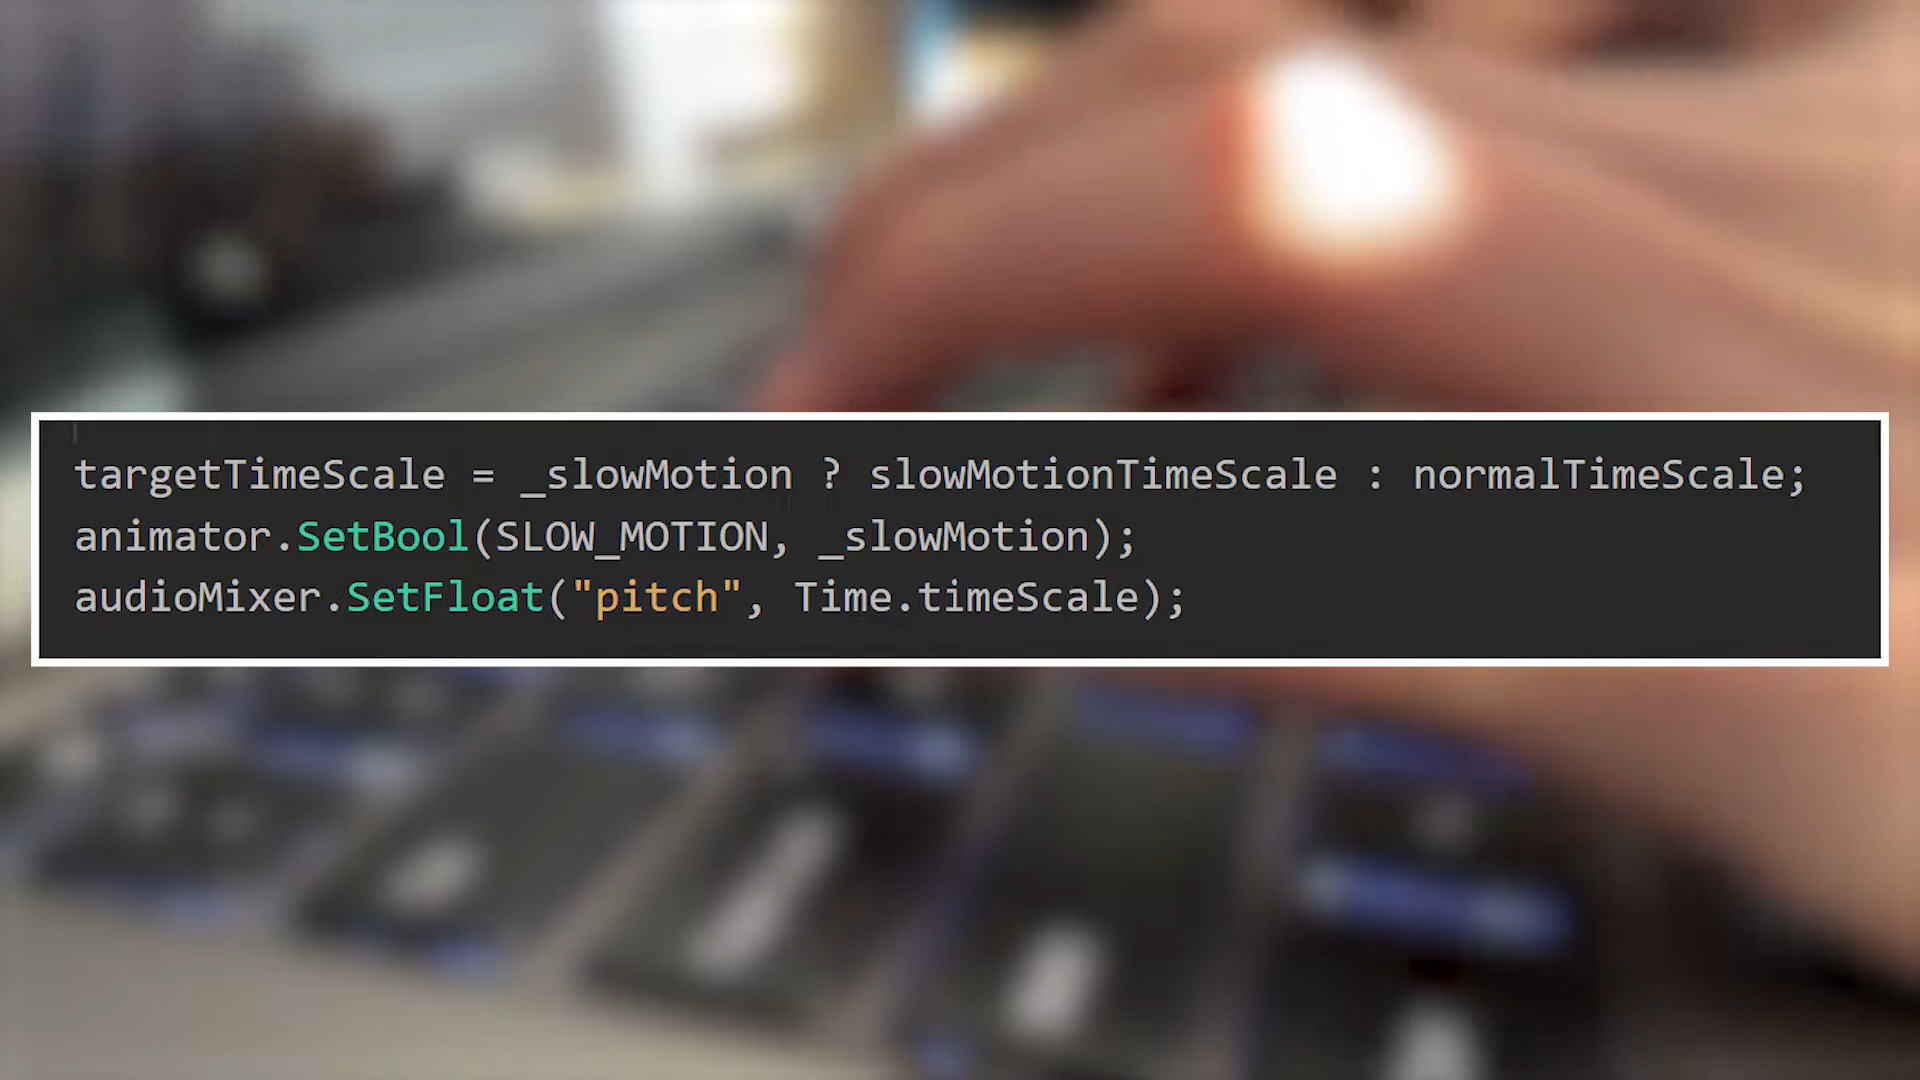 targetTimeScale = _slowMotion ? slowMotionTimeScale : normalTimeScale;
animator.SetBool(SLOW_MOTION, _slowMotion);
audioMixer.SetFloat("pitch", Time.timeScale);